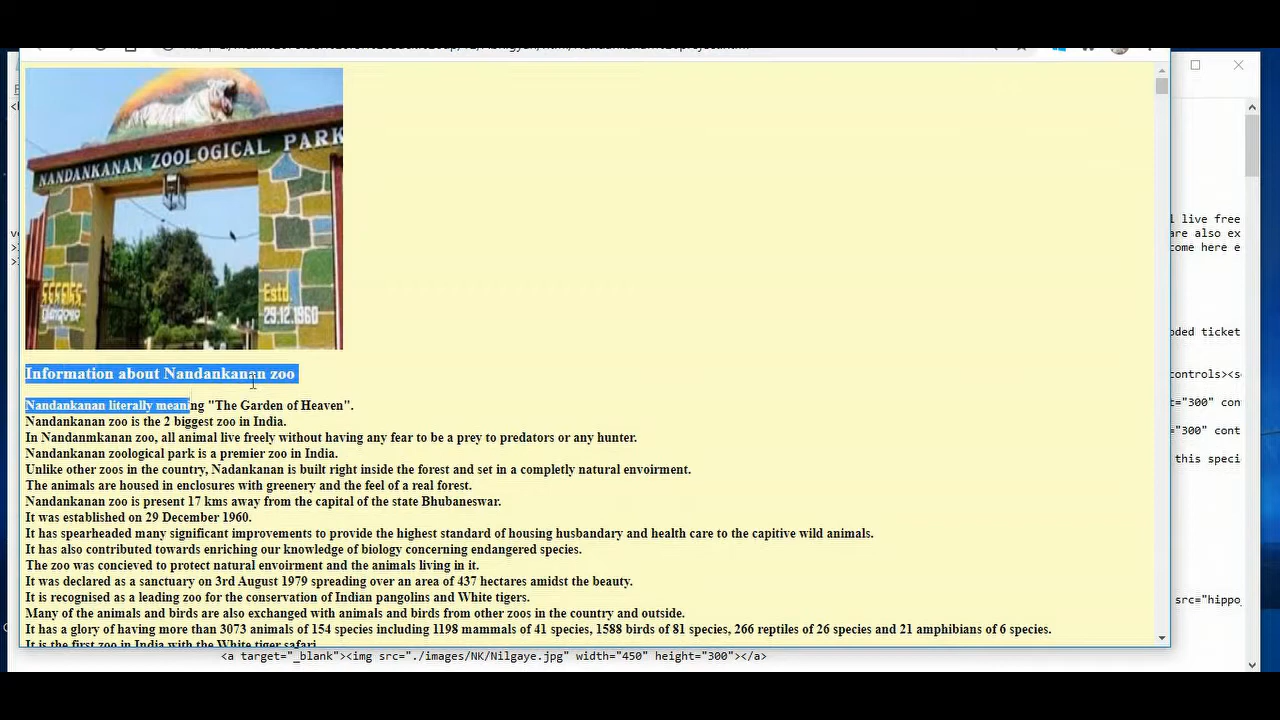 NANDANKANAN ZOOLOGICAL PARK
Estd.
29.12.1960
Information about Nandankanan zoo
Nandankanan literally meaning "The Garden of Heaven".
Nandankanan zoo is the 2 biggest zoo in India.
In Nandanmkanan zoo, all animal live freely without having any fear to be a prey to predators or any hunter.
Nandankanan zoological park is a premier zoo in India.
Unlike other zoos in the country, Nadankanan is built right inside the forest and set in a completly natural envoirment.
The animals are housed in enclosures with greenery and the feel of a real forest.
Nandankanan zoo is present 17 kms away from the capital of the state Bhubaneswar.
It was established on 29 December 1960.
It has spearheaded many significant improvements to provide the highest standard of housing husbandary and health care to the capitive wild animals.
It has also contributed towards enriching our knowledge of biology concerning endangered species.
The zoo was concieved to protect natural envoirment and the animals living in it.
It was declared as a sanctuary on 3rd August 1979 spreading over an area of 437 hectares amidst the beauty.
It is recognised as a leading zoo for the conservation of Indian pangolins and White tigers.
Many of the animals and birds are also exchanged with animals and birds from other zoos in the country and outside.
It has a glory of having more than 3073 animals of 154 species including 1198 mammals of 41 species, 1588 birds of 81 species, 266 reptiles of 26 species and 21 amphibians of 6 species.
It is the first zoo in India with the White tiger safari
<a target="_blank"><img src="./images/NK/Nilgaye.jpg" width="450" height="300"></a>
l live free
are also ex
come here e
oded ticket
controls><s
t="300" con
t="300" cont
this speci
src="hippo_